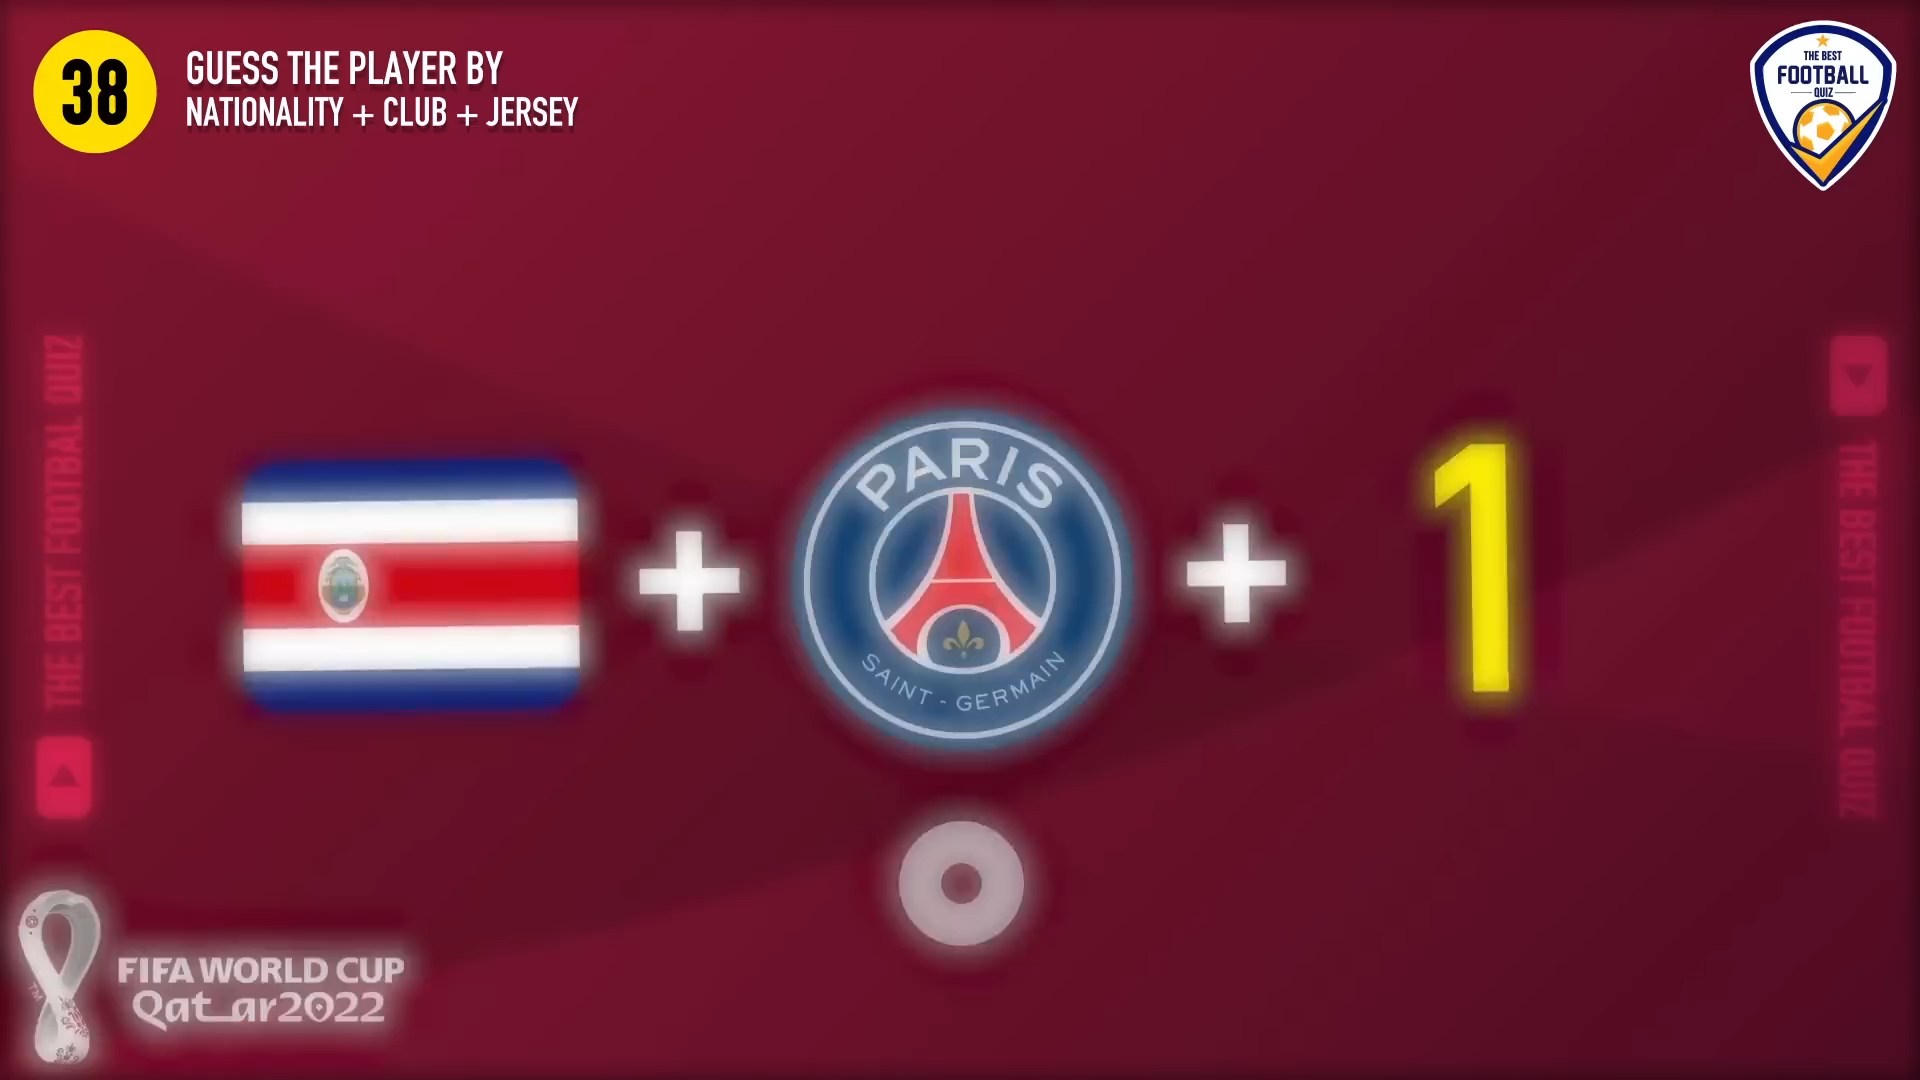 38
GUESS THE PLAYER BY
NATIONALITY + CLUB + JERSEY
THE BEST
FOOTBALL
QUIZ
THE BEST FOOTBAL QUIZ
PARIS
SAINT - GERMAIN
+
+
1
THE BEST FOOTBAL QUIZ
FIFA WORLD CUP
Qatar2022
TM